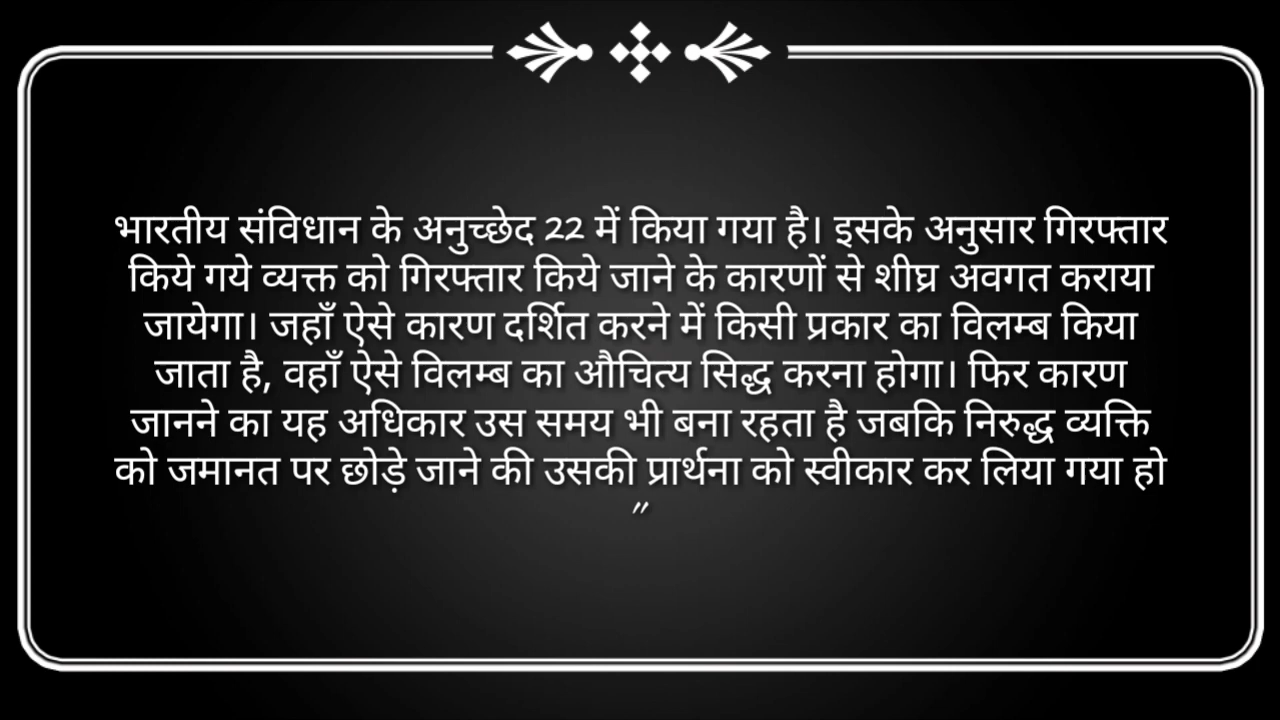 भारतीय संविधान के अनुच्छेद 22 में किया गया है। इसके अनुसार गिरफ्तार
किये गये व्यक्त को गिरफ्तार किये जाने के कारणों से शीघ्र अवगत कराया
जायेगा। जहाँ ऐसे कारण दर्शित करने में किसी प्रकार का विलम्ब किया
जाता है, वहाँ ऐसे विलम्ब का औचित्य सिद्ध करना होगा। फिर कारण
जानने का यह अधिकार उस समय भी बना रहता है जबकि निरुद्ध व्यक्ति
को जमानत पर छोड़े जाने की उसकी प्रार्थना को स्वीकार कर लिया गया हो
”